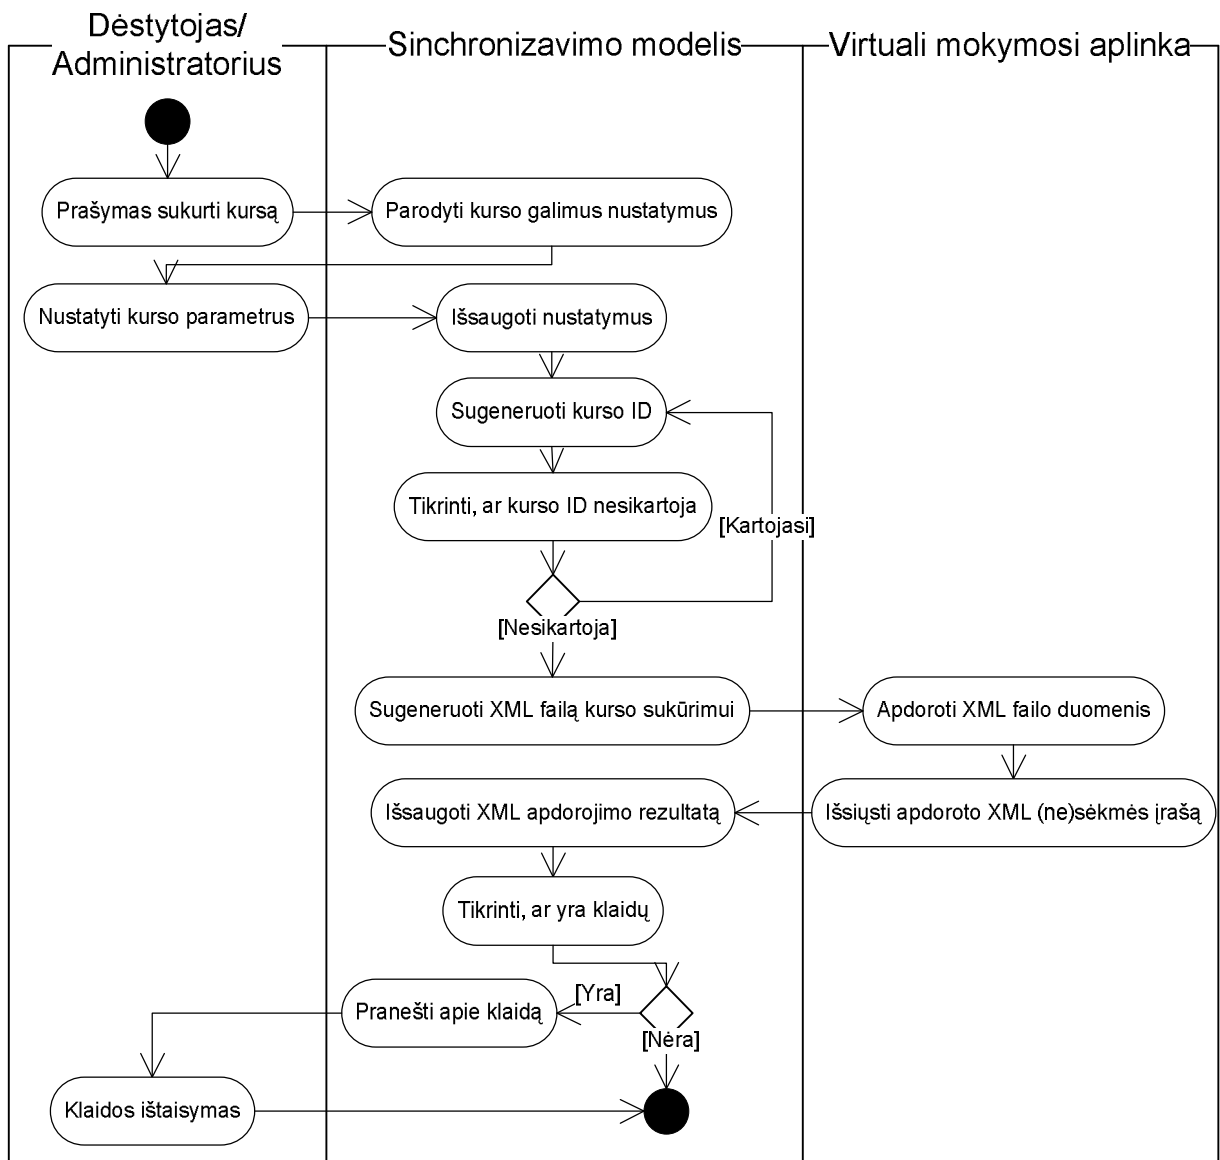 Dėstytojas/
Administratorius
Sinchronizavimo modelis
Virtuali mokymosi aplinka
Prašymas sukurti kursą
Parodyti kurso galimus nustatymus
Nustatyti kurso parametrus
Išsaugoti nustatymus
Sugeneruoti kurso ID
Tikrinti, ar kurso ID nesikartoja
[Kartojasi]
[Nesikartoja]
Sugeneruoti XML failą kurso sukūrimui
Apdoroti XML failo duomenis
Išsaugoti XML apdorojimo rezultatą
Išsiųsti apdoroto XML (ne)sėkmės įrašą
Tikrinti, ar yra klaidų
Pranešti apie klaidą
[Yra]
[Nėra]
Klaidos ištaisymas